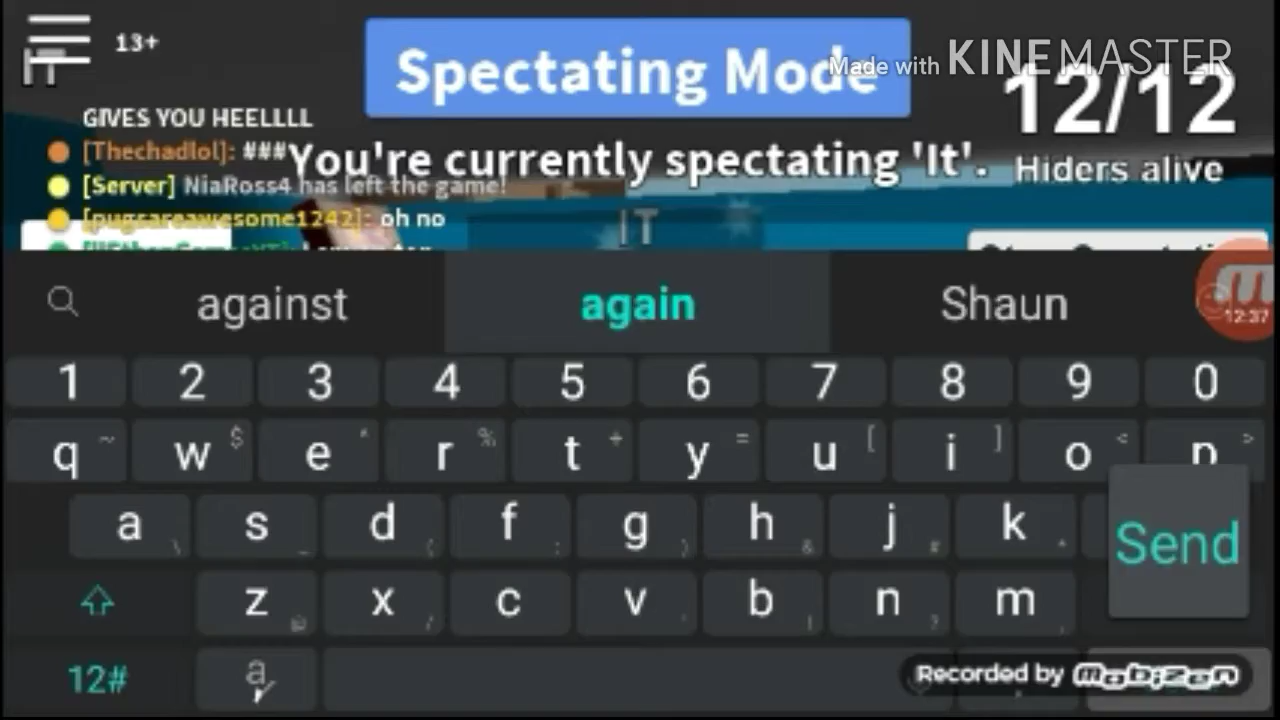 13+
IT
Spectating Mode
Made with KINEMASTER
12/12
Hiders alive
GIVES YOU HEELLLL
[Thechadlol]: ###
You're currently spectating 'It'.
[Server] NiaRoss4 has left the game!
[pugsareawesome1242]: oh no
IT
against again Shaun
12:37
1 2 3 4 5 6 7 8 9 0
q w e r t y u i o p
a s d f g h j k
Send
z x c v b n m
12#
Recorded by mobizen